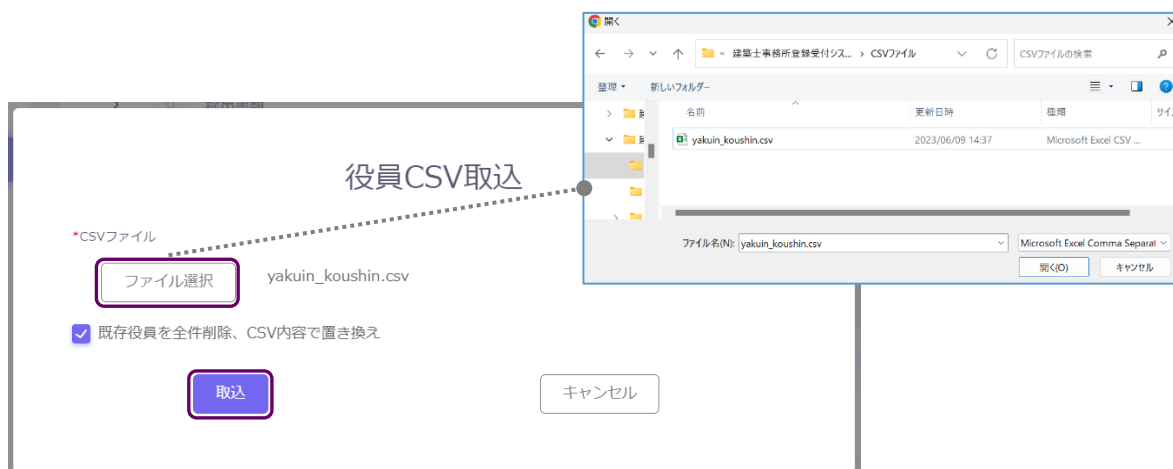 開く
« 建築士事務所登録受付シス... › CSVファイル
CSVファイルの検索
整理
新しいフォルダー
名前
更新日時
種類
サイ
yakuin_koushin.csv
2023/06/09 14:37
Microsoft Excel CSV ...
ファイル名(N):
yakuin_koushin.csv
Microsoft Excel Comma Separat
開く(O)
キャンセル
役員CSV取込
*CSVファイル
ファイル選択
yakuin_koushin.csv
既存役員を全件削除、CSV内容で置き換え
取込
キャンセル